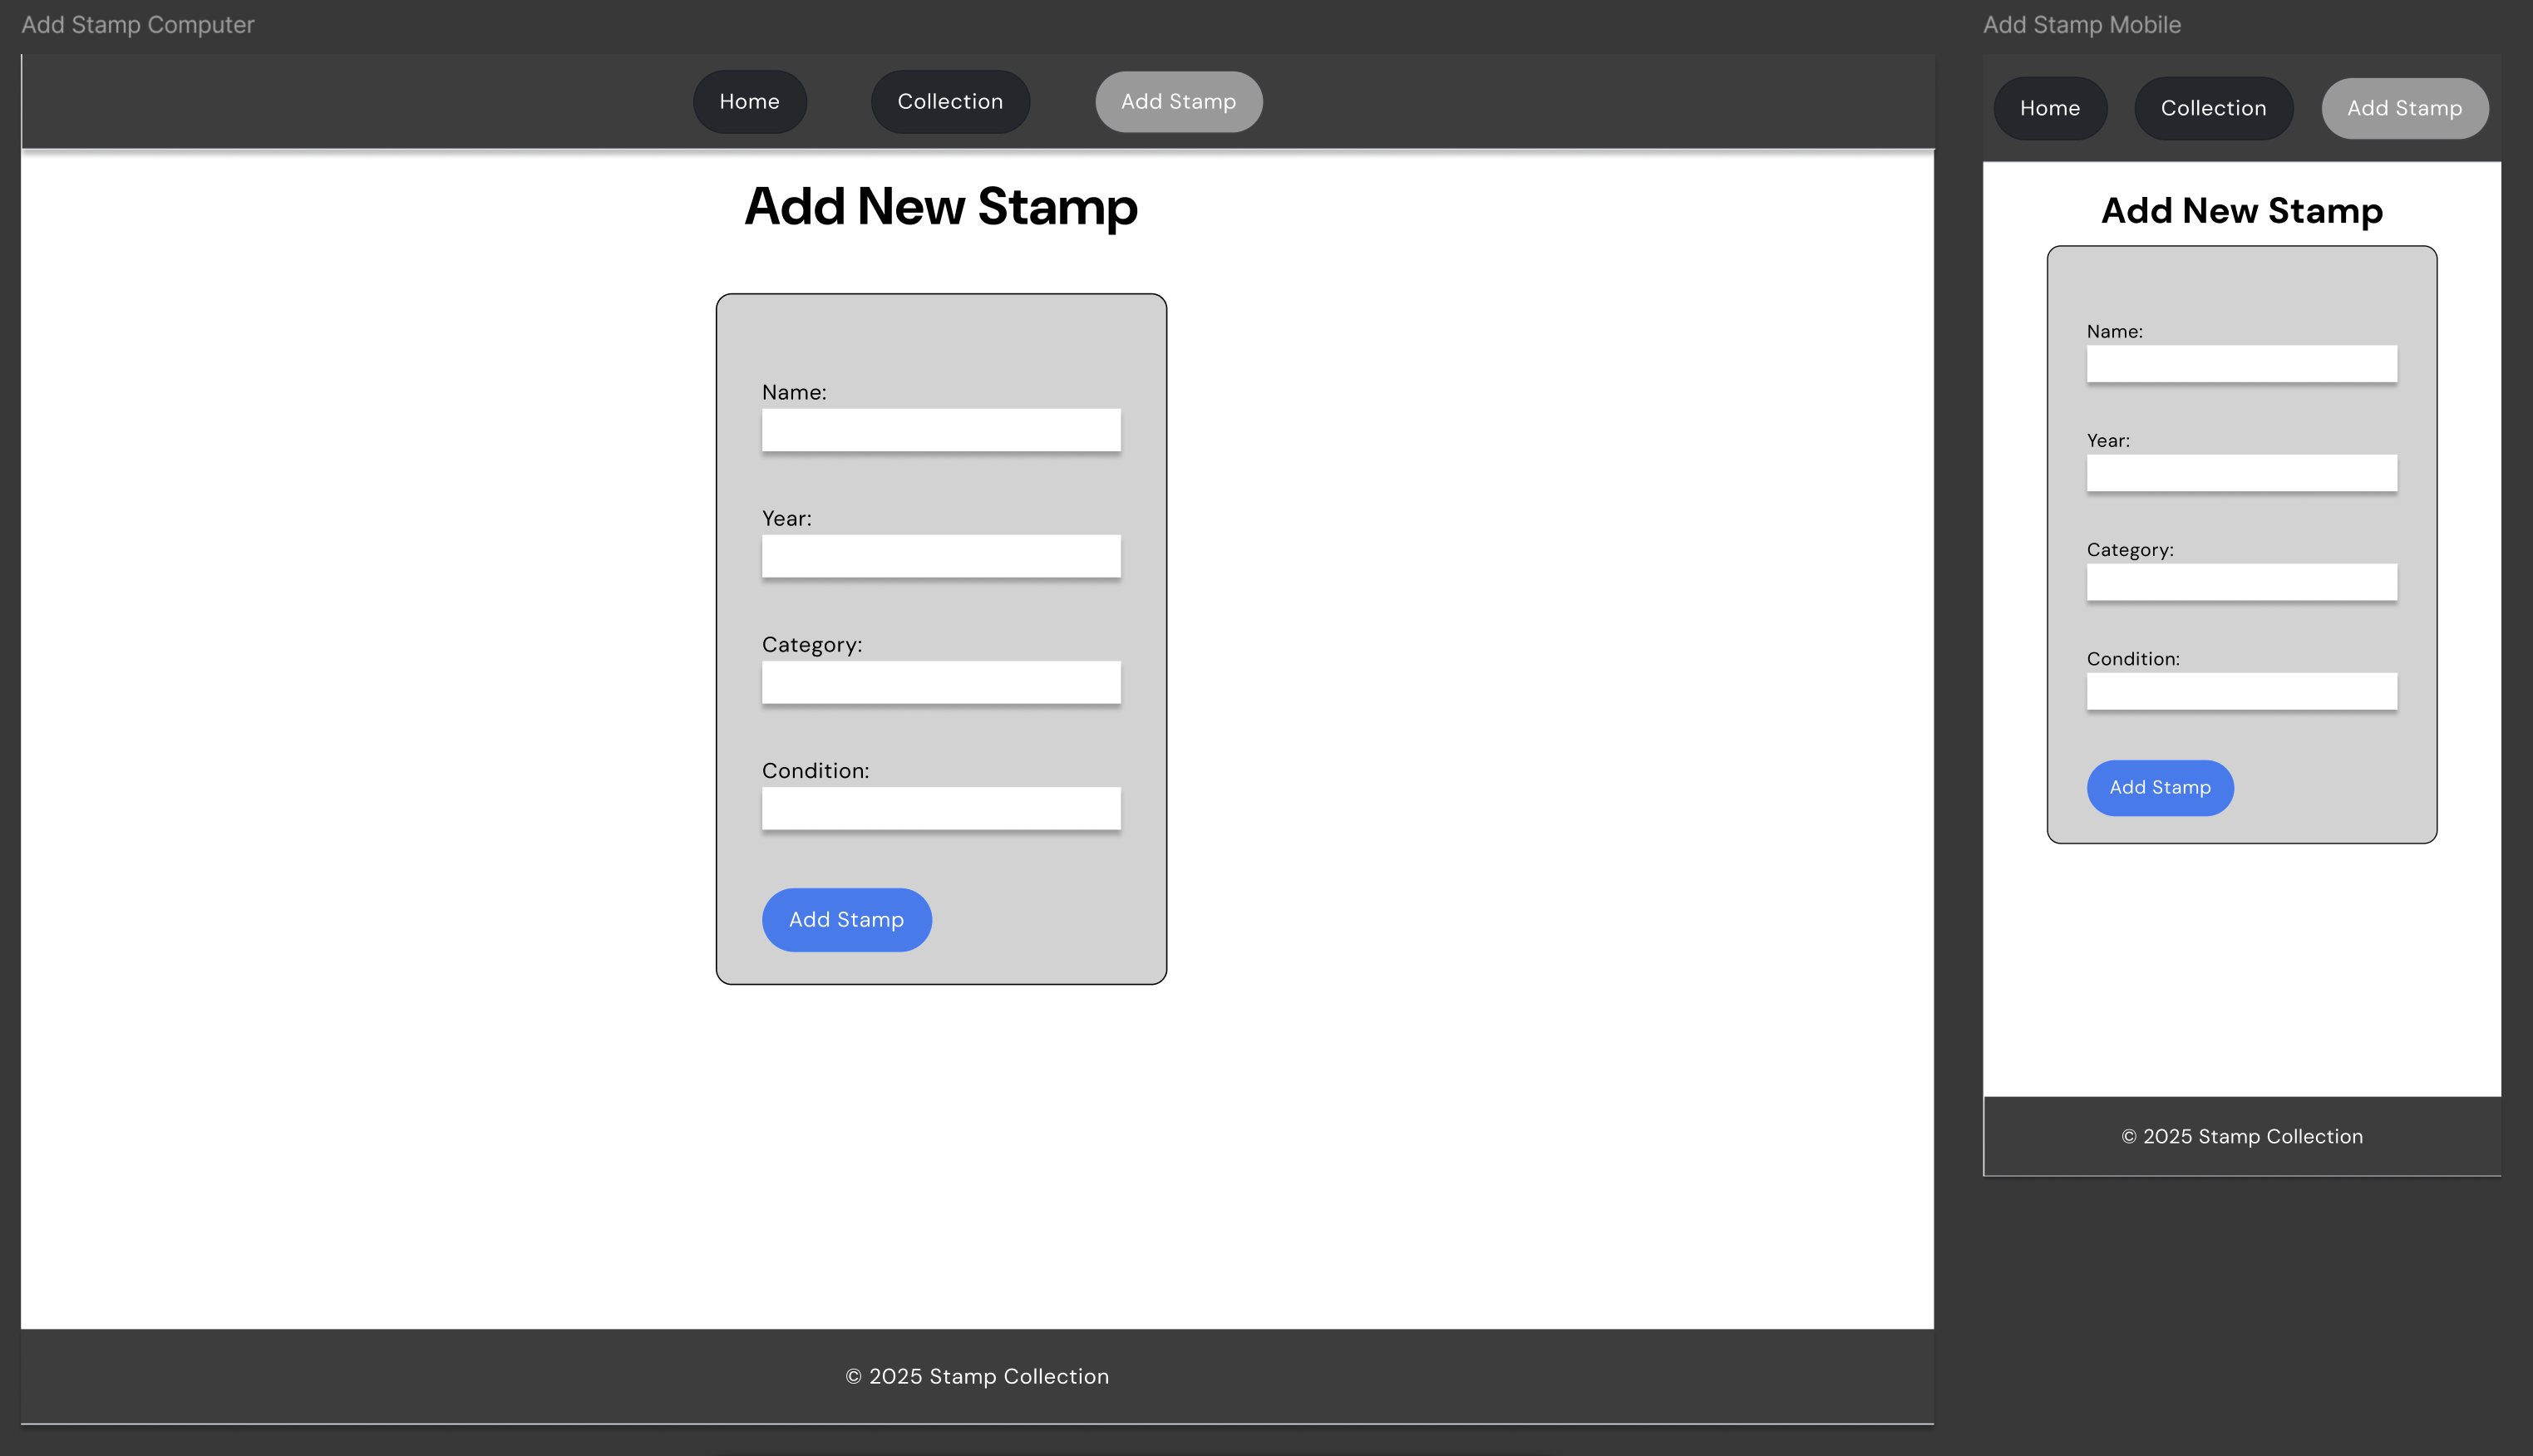 Add Stamp Computer
Home Collection Add Stamp
Add New Stamp
Name:
Year:
Category:
Condition:
Add Stamp
© 2025 Stamp Collection
Add Stamp Mobile
Home Collection Add Stamp
Add New Stamp
Name:
Year:
Category:
Condition:
Add Stamp
© 2025 Stamp Collection